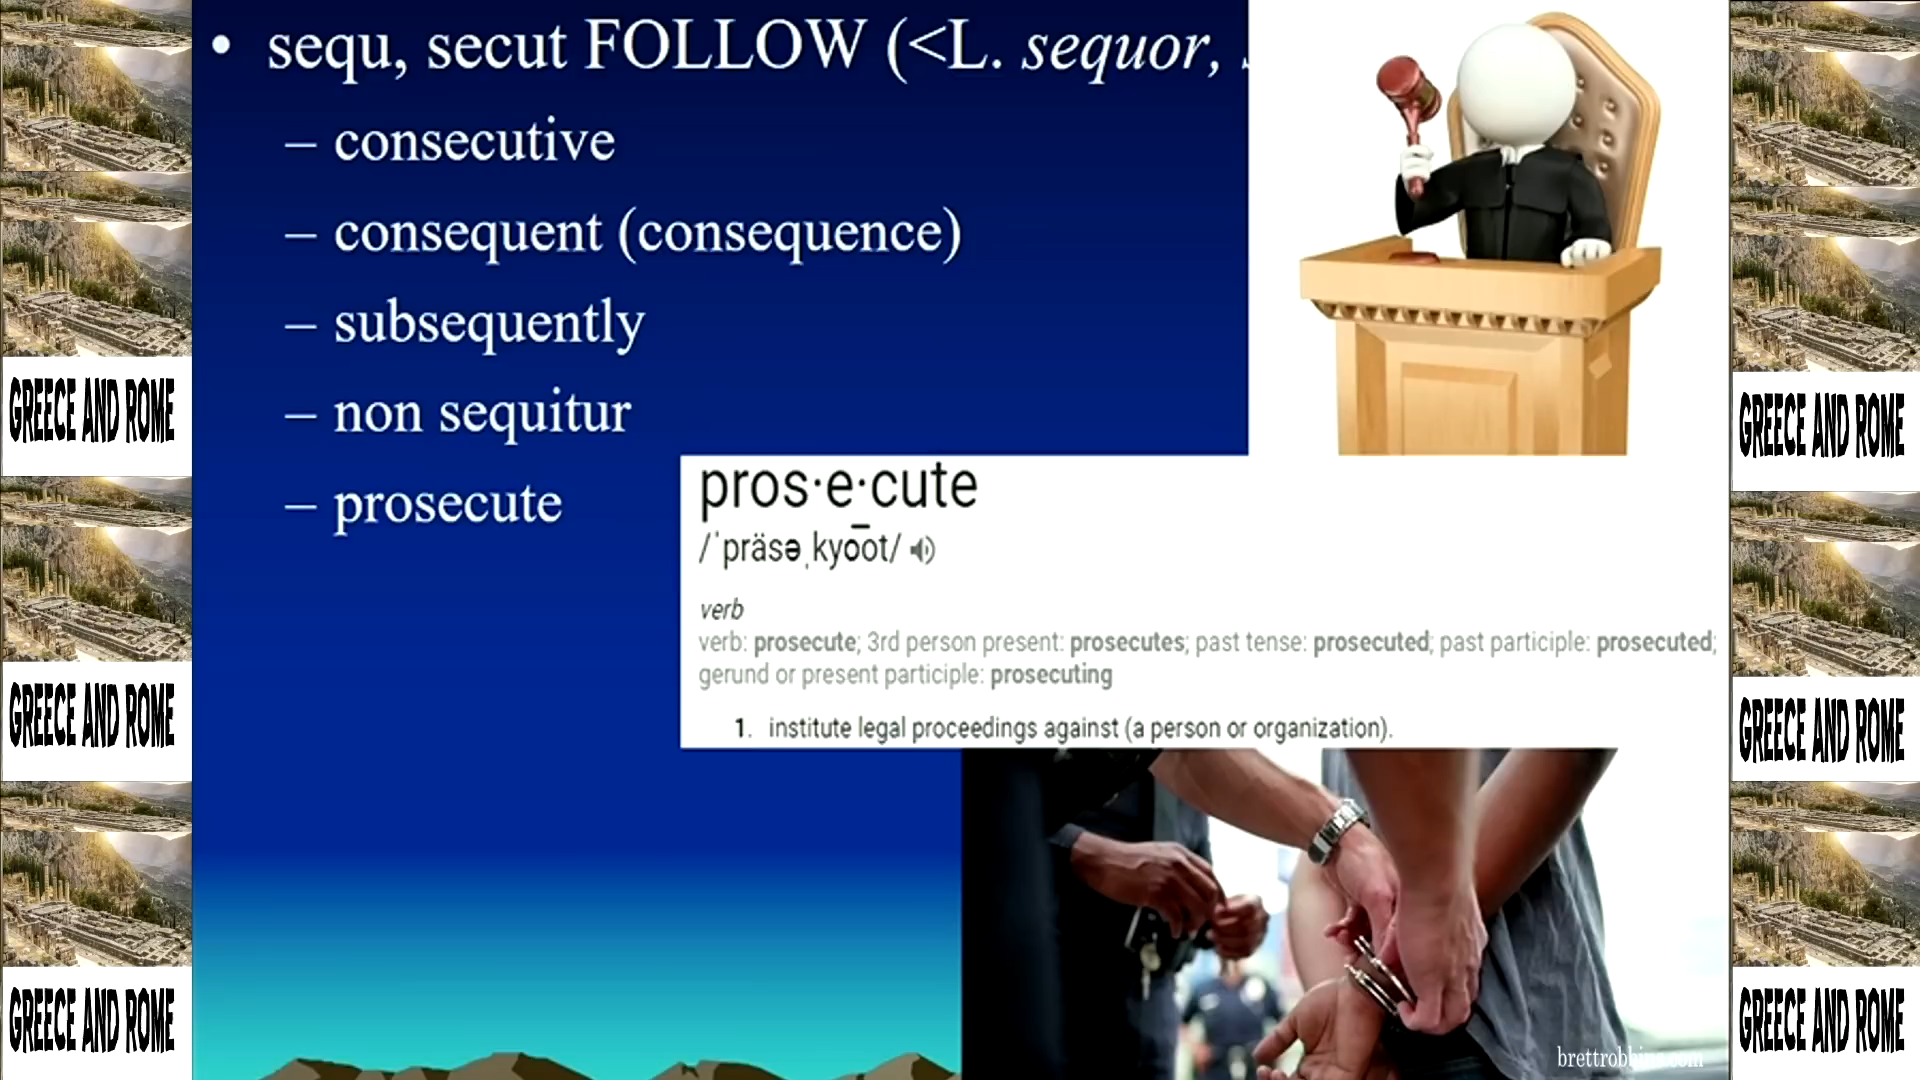 • sequ, secut FOLLOW (<L. sequor,
– consecutive
– consequent (consequence)
– subsequently
– non sequitur
– prosecute
pros·e·cute
/ˈpräsəˌkyo͞ot/
verb
verb: prosecute; 3rd person present: prosecutes; past tense: prosecuted; past participle: prosecuted;
gerund or present participle: prosecuting
1. institute legal proceedings against (a person or organization).
GREECE AND ROME
GREECE AND ROME
GREECE AND ROME
GREECE AND ROME
GREECE AND ROME
GREECE AND ROME
brettrobbins.com